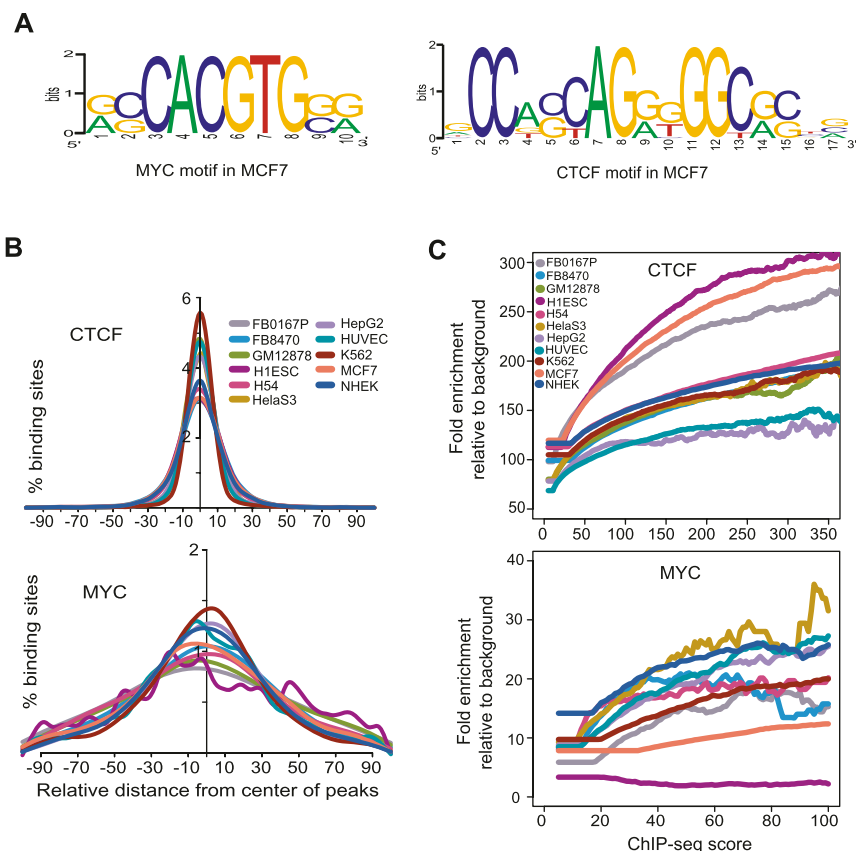 A
bits
2
1
0
5'
1 2 3 4 5 6 7 8 9 10
3.
MYC motif in MCF7
bits
2
1
0
5'
1 2 3 4 5 6 7 8 9 10 11 12 13 14 15 16 17
3'
CTCF motif in MCF7
B
CTCF
% binding sites
6
4
2
FB0167P
FB8470
GM12878
H1ESC
H54
HelaS3
HepG2
HUVEC
K562
MCF7
NHEK
-90 -70 -50 -30 -10 10 30 50 70 90
MYC
% binding sites
2
-90 -70 -50 -30 -10 10 30 50 70 90
Relative distance from center of peaks
C
CTCF
Fold enrichment
relative to background
300
250
200
150
100
50
FB0167P
FB8470
GM12878
H1ESC
H54
HelaS3
HepG2
HUVEC
K562
MCF7
NHEK
0 50 100 150 200 250 300 350
MYC
Fold enrichment
relative to background
40
30
20
10
0
0 20 40 60 80 100
ChIP-seq score